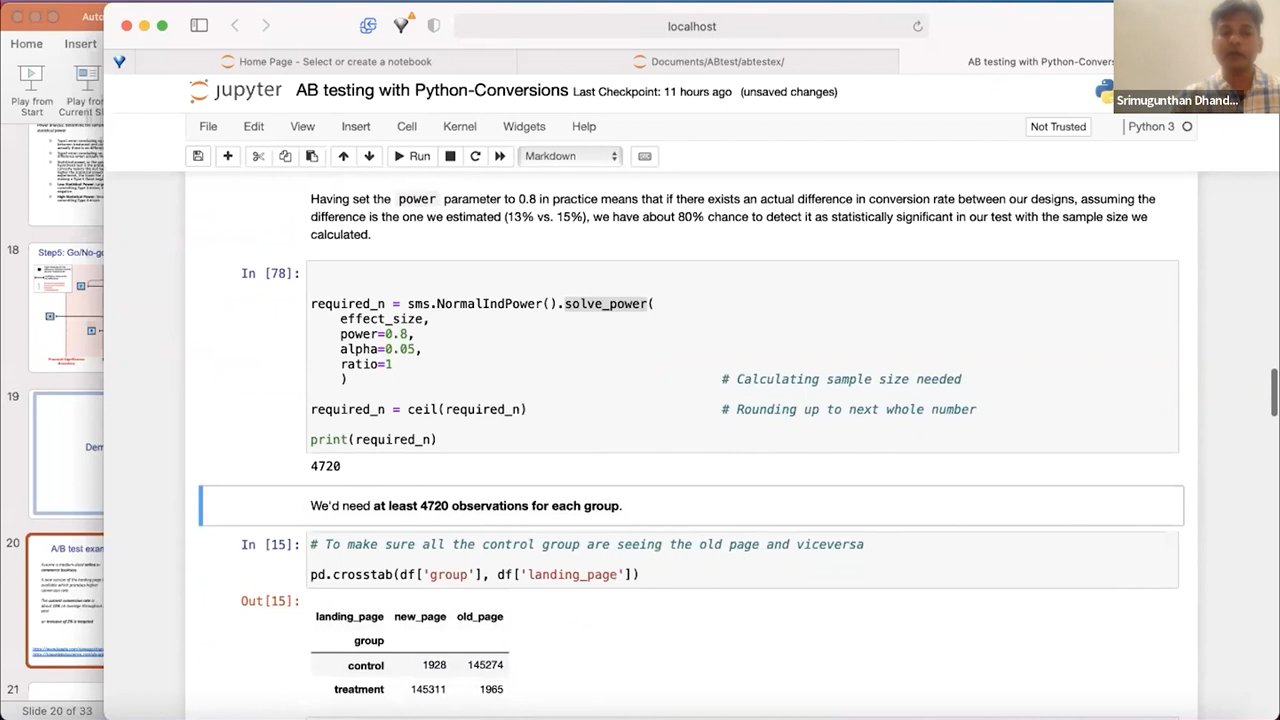 Auto
localhost
Home
Insert
Home Page - Select or create a notebook
Documents/ABtest/abtestex/
AB testing with Python-Conversions
Play from
Start
Play from
Current Sl
jupyter AB testing with Python-Conversions Last Checkpoint: 11 hours ago (unsaved changes)
Srimugunthan Dhand...
File Edit View Insert Cell Kernel Widgets Help
Not Trusted
Python 3
Run
Markdown
statistical power
Having set the power parameter to 0.8 in practice means that if there exists an actual difference in conversion rate between our designs, assuming the
difference is the one we estimated (13% vs. 15%), we have about 80% chance to detect it as statistically significant in our test with the sample size we
calculated.
18
Step5: Go/No-go
In [78]:
required_n = sms.NormalIndPower().solve_power(
effect_size,
power=0.8,
alpha=0.05,
ratio=1
) # Calculating sample size needed
required_n = ceil(required_n) # Rounding up to next whole number
print(required_n)
4720
19
Dem
We'd need at least 4720 observations for each group.
20
A/B test exam
In [15]: # To make sure all the control group are seeing the old page and viceversa
pd.crosstab(df['group'], df['landing_page'])
Out[15]:
landing_page new_page old_page
group
control 1928 145274
treatment 145311 1965
21
Slide 20 of 33